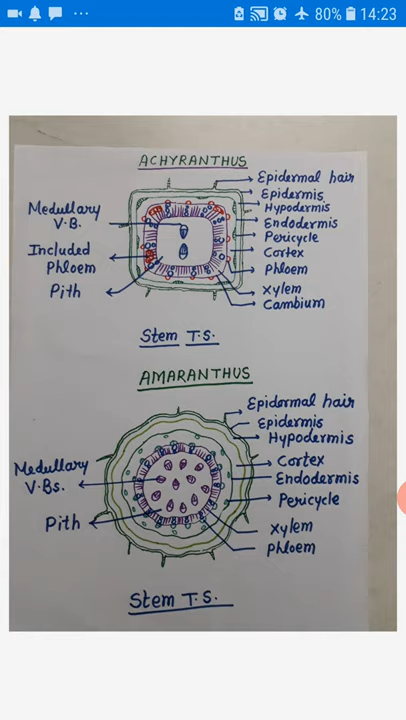 80% 14:23
ACHYRANTHUS
Epidermal hair
Epidermis
Hypodermis
Endodermis
Pericycle
Cortex
Phloem
Xylem
Cambium
Medullary
V.B.
Included
Phloem
Pith
Stem T.S.
AMARANTHUS
Epidermal hair
Epidermis
Hypodermis
Cortex
Endodermis
Pericycle
Xylem
Phloem
Medullary
V.Bs.
Pith
Stem T.S.